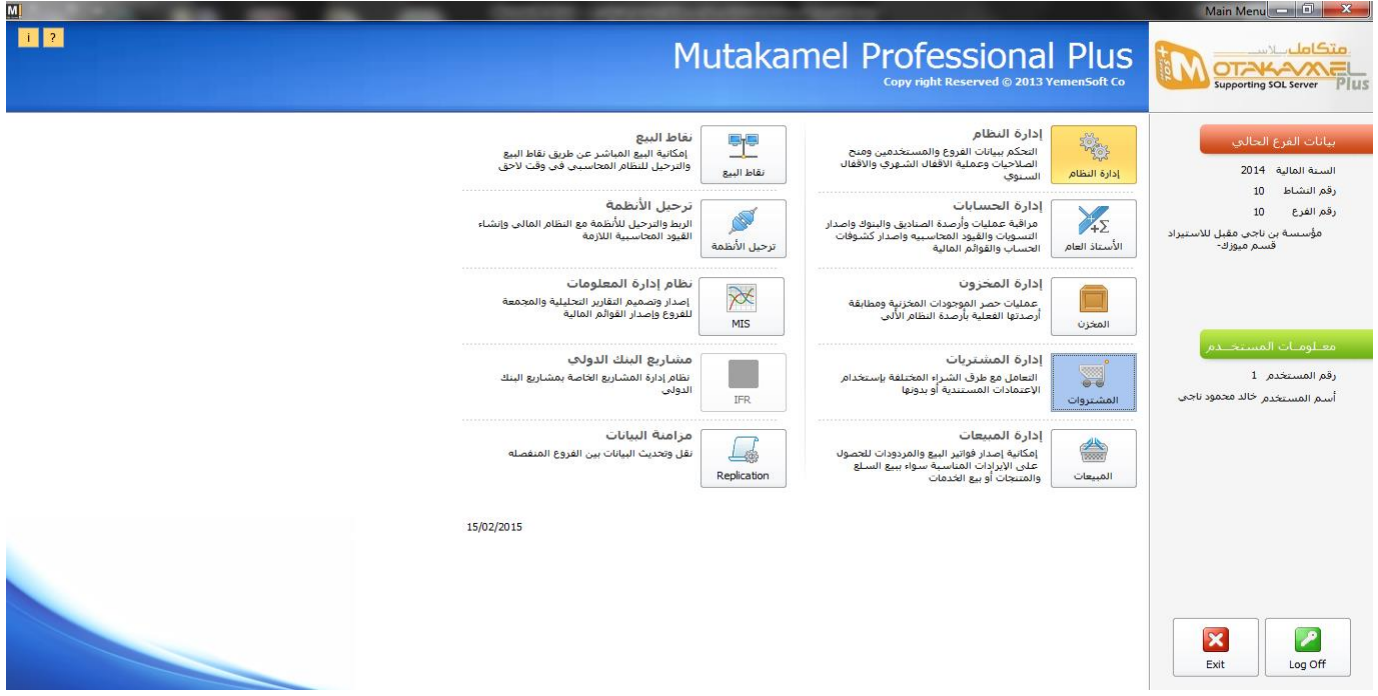 Main Menu
i ?
Mutakamel Professional Plus
Copy right Reserved © 2013 YemenSoft Co
متكامل بلاس
MOTAKAMEL
Plus
Supporting SQL Server
SQL
بيانات الفرع الحالي
السنة المالية 2014
رقم النشاط 10
رقم الفرع 10
مؤسسة بن ناجي مقبل للاستيراد
قسم ميوزك-
معلومات المستخدم
رقم المستخدم 1
أسم المستخدم خالد محمود ناجي
Log Off
Exit
إدارة النظام
التحكم ببيانات الفروع والمستخدمين ومنح
الصلاحيات وعملية الاقفال الشهري والاقفال
السنوي
إدارة النظام
إدارة الحسابات
مراقبة عمليات وأرصدة الصناديق والبنوك واصدار
التسويات والقيود المحاسبيه واصدار كشوفات
الحساب والقوائم المالية
الأستاذ العام
إدارة المخزون
عمليات حصر الموجودات المخزنية ومطابقة
أرصدتها الفعلية بأرصدة النظام الألي
المخزن
إدارة المشتريات
التعامل مع طرق الشراء المختلفة بإستخدام
الإعتمادات المستندية أو بدونها
المشتروات
إدارة المبيعات
إمكانية إصدار فواتير البيع والمردودات للحصول
على الإيرادات المناسبة سواء ببيع السلع
والمنتجات أو بيع الخدمات
المبيعات
نقاط البيع
إمكانية البيع المباشر عن طريق نقاط البيع
والترحيل للنظام المحاسبي في وقت لاحق
نقاط البيع
ترحيل الأنظمة
الربط والترحيل للأنظمة مع النظام المالي وإنشاء
القيود المحاسبية اللازمة
ترحيل الأنظمة
نظام إدارة المعلومات
إصدار وتصميم التقارير التحليلية والمجمعة
للفروع وإصدار القوائم المالية
MIS
مشاريع البنك الدولي
نظام إدارة المشاريع الخاصة بمشاريع البنك
الدولي
IFR
مزامنة البيانات
نقل وتحديث البيانات بين الفروع المنفصله
Replication
15/02/2015